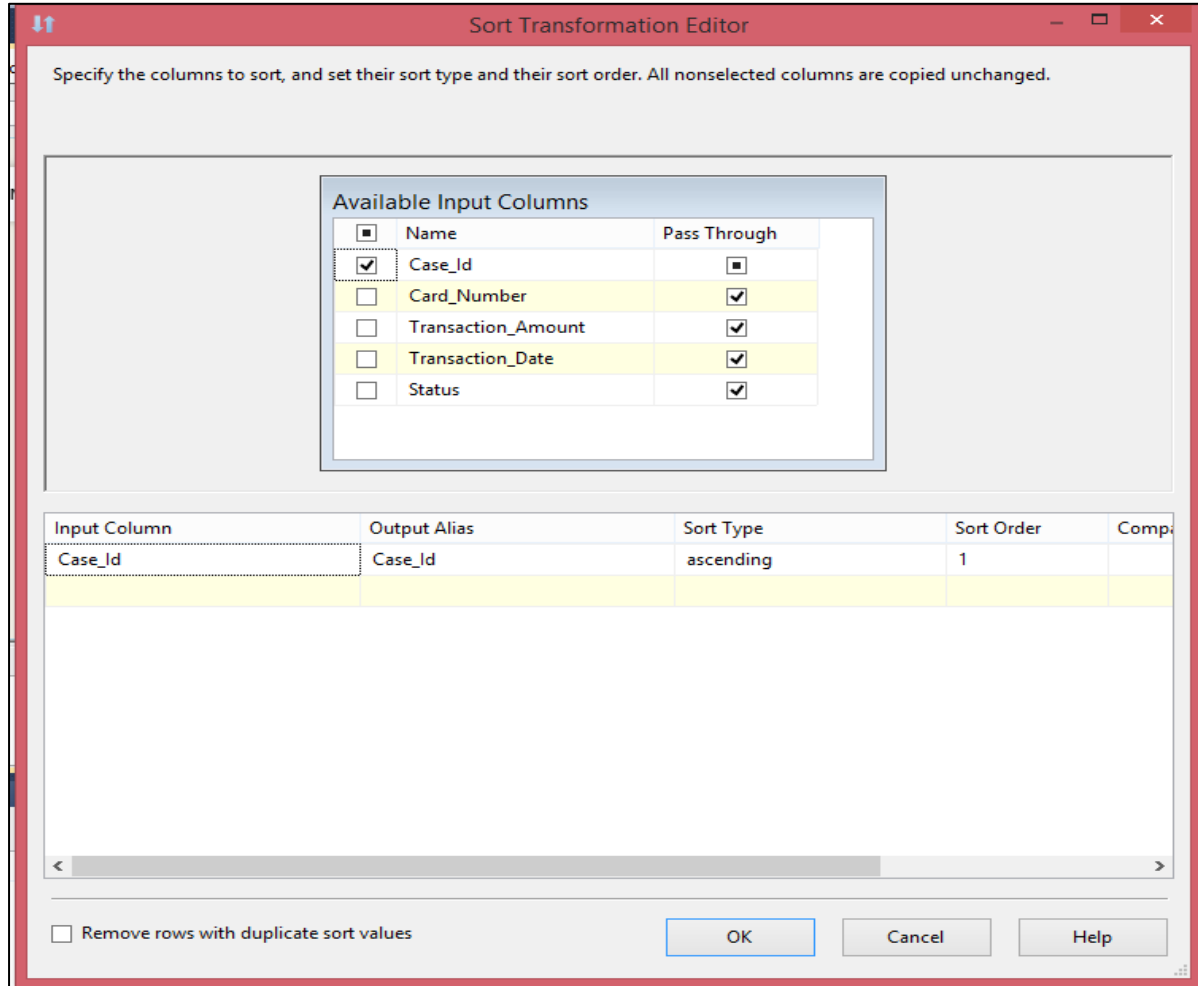 Sort Transformation Editor
Specify the columns to sort, and set their sort type and their sort order. All nonselected columns are copied unchanged.
Available Input Columns
Name Pass Through
Case_Id
Card_Number
Transaction_Amount
Transaction_Date
Status
Input Column Output Alias Sort Type Sort Order Compa
Case_Id Case_Id ascending 1
Remove rows with duplicate sort values
OK Cancel Help